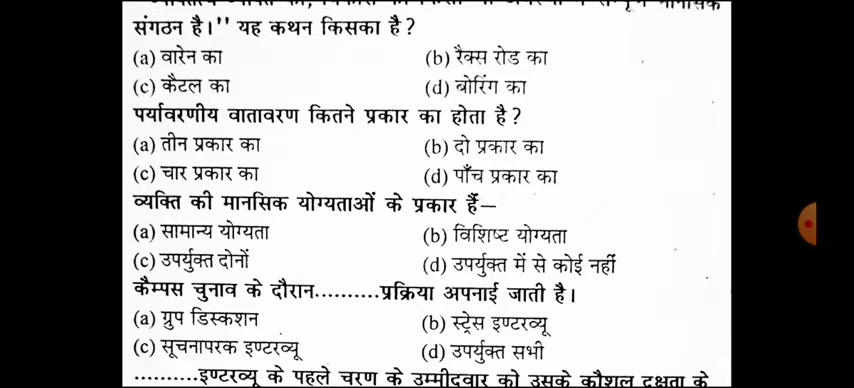 संगठन है।'' यह कथन किसका है?
(a) वारेन का (b) रैक्स रोड का
(c) कैटल का (d) बोरिंग का
पर्यावरणीय वातावरण कितने प्रकार का होता है?
(a) तीन प्रकार का (b) दो प्रकार का
(c) चार प्रकार का (d) पाँच प्रकार का
व्यक्ति की मानसिक योग्यताओं के प्रकार हैं—
(a) सामान्य योग्यता (b) विशिष्ट योग्यता
(c) उपर्युक्त दोनों (d) उपर्युक्त में से कोई नहीं
कैम्पस चुनाव के दौरान..........प्रक्रिया अपनाई जाती है।
(a) ग्रुप डिस्कशन (b) स्ट्रेस इण्टरव्यू
(c) सूचनापरक इण्टरव्यू (d) उपर्युक्त सभी
..........इण्टरव्यू के पहले चरण के उम्मीदवार को उसके कौशल दक्षता के